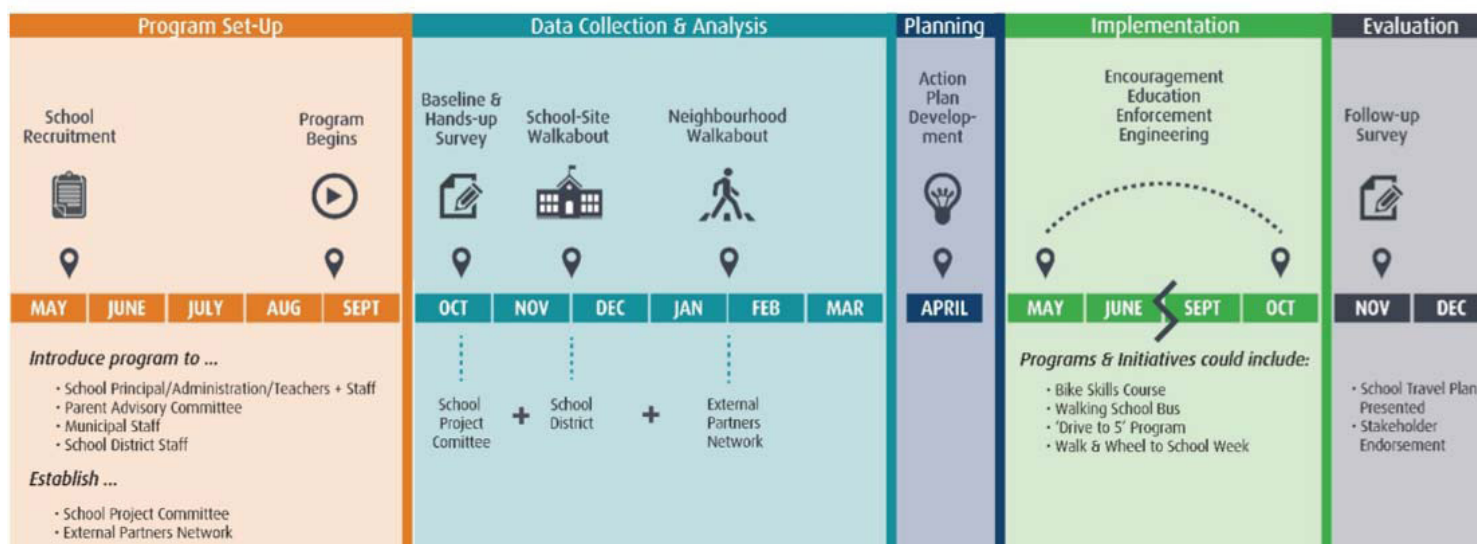 Program Set-Up
Data Collection & Analysis
Planning
Implementation
Evaluation
School
Recruitment
Program
Begins
Baseline &
Hands-up
Survey
School-Site
Walkabout
Neighbourhood
Walkabout
Action
Plan
Develop-
ment
Encouragement
Education
Enforcement
Engineering
Follow-up
Survey
MAY JUNE JULY AUG SEPT
OCT NOV DEC JAN FEB MAR
APRIL
MAY JUNE SEPT OCT
NOV DEC
Introduce program to ...
· School Principal/Administration/Teachers + Staff
· Parent Advisory Committee
· Municipal Staff
· School District Staff
Establish ...
· School Project Committee
· External Partners Network
School
Project
Comittee
+
School
District
+
External
Partners
Network
Programs & Initiatives could include:
· Bike Skills Course
· Walking School Bus
· 'Drive to 5' Program
· Walk & Wheel to School Week
· School Travel Plan
Presented
· Stakeholder
Endorsement